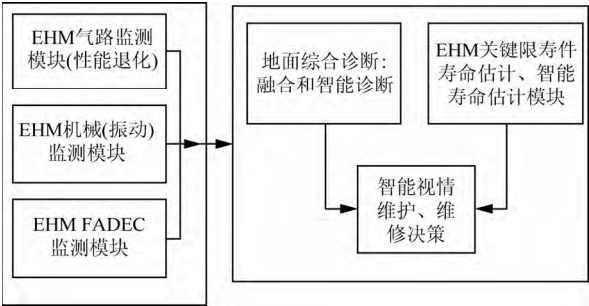 EHM气路监测
模块(性能退化)
EHM机械(振动)
监测模块
EHM FADEC
监测模块
地面综合诊断:
融合和智能诊断
EHM关键限寿件
寿命估计、智能
寿命估计模块
智能视情
维护、维
修决策